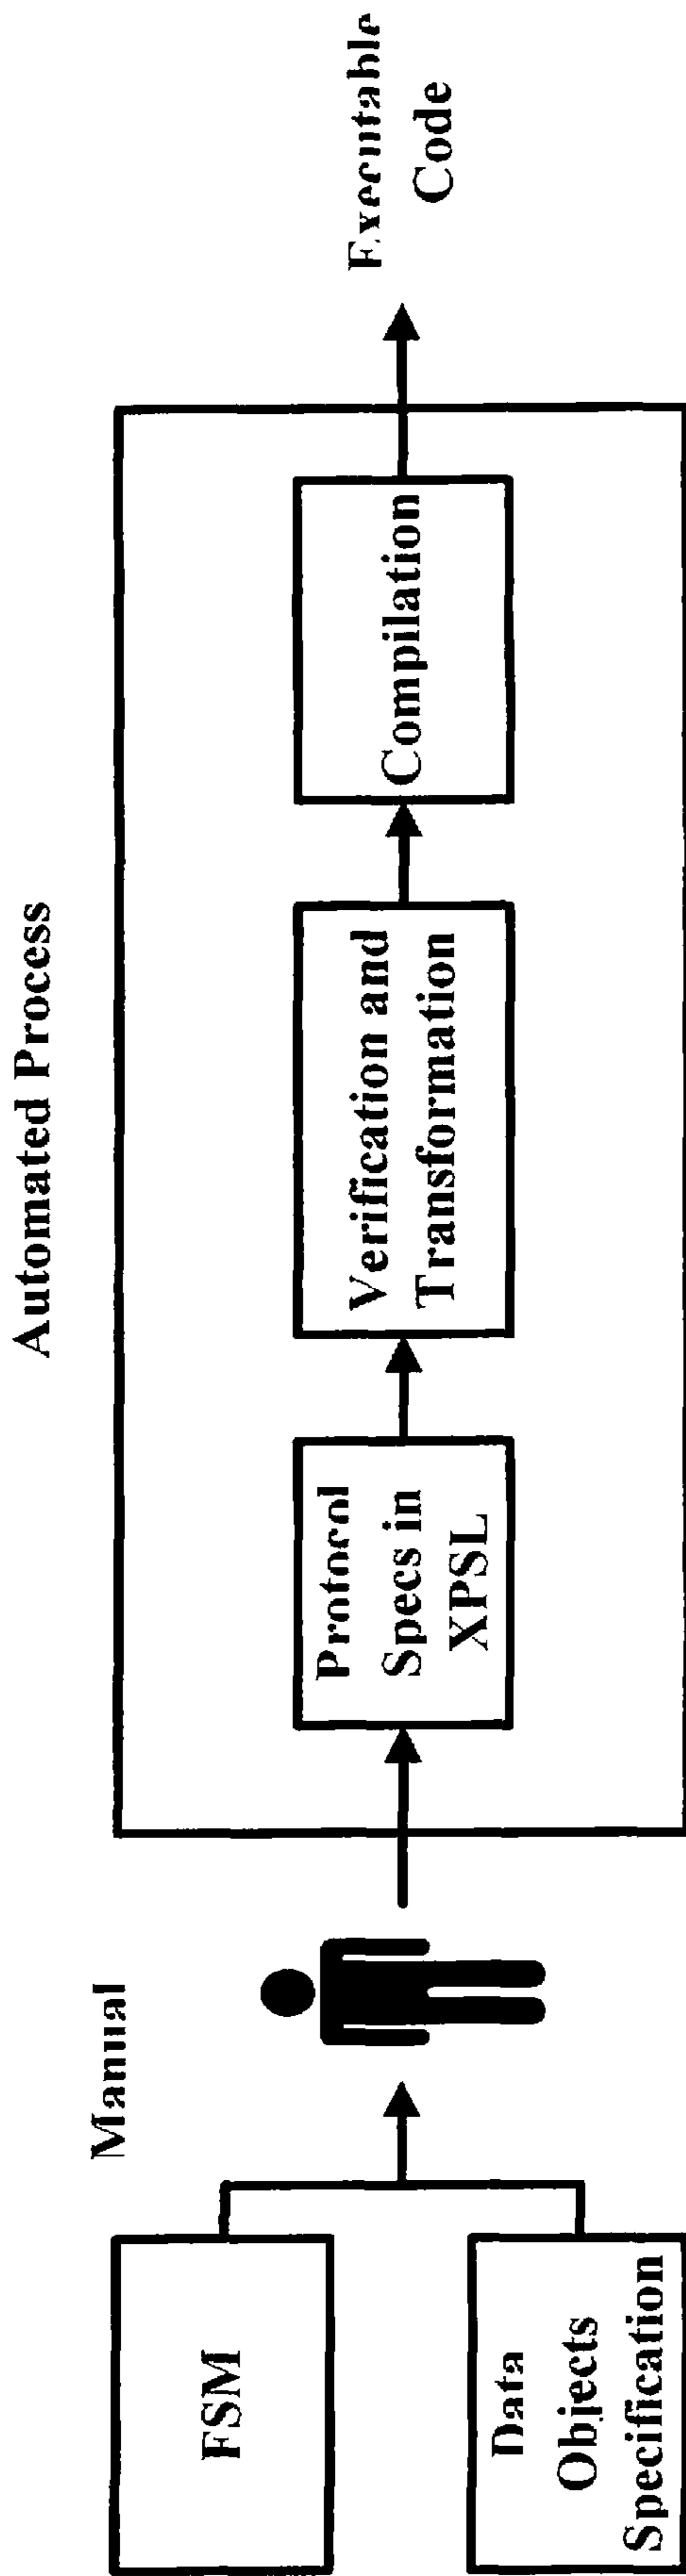 FSM
Data
Objects
Specification
Manual
Automated Process
Protocol
Specs in
XPSL
Verification and
Transformation
Compilation
Executable
Code